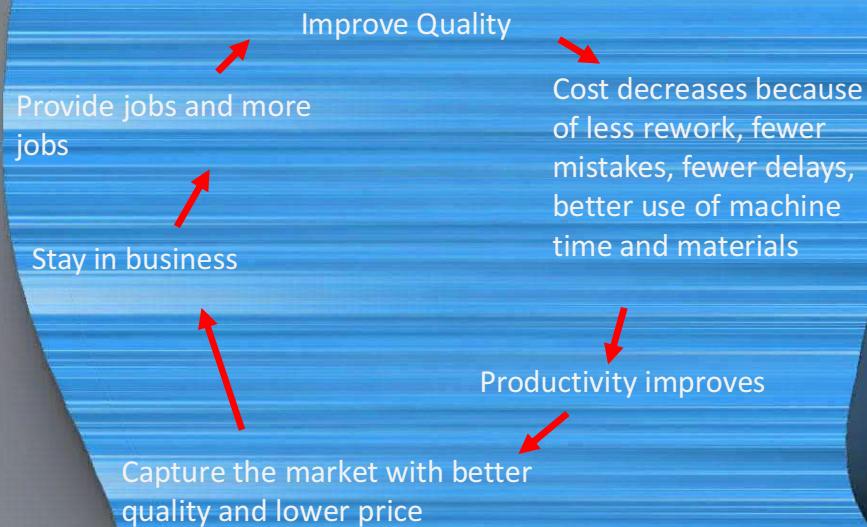 Improve Quality
Cost decreases because
of less rework, fewer
mistakes, fewer delays,
better use of machine
time and materials
Productivity improves
Capture the market with better
quality and lower price
Stay in business
Provide jobs and more
jobs